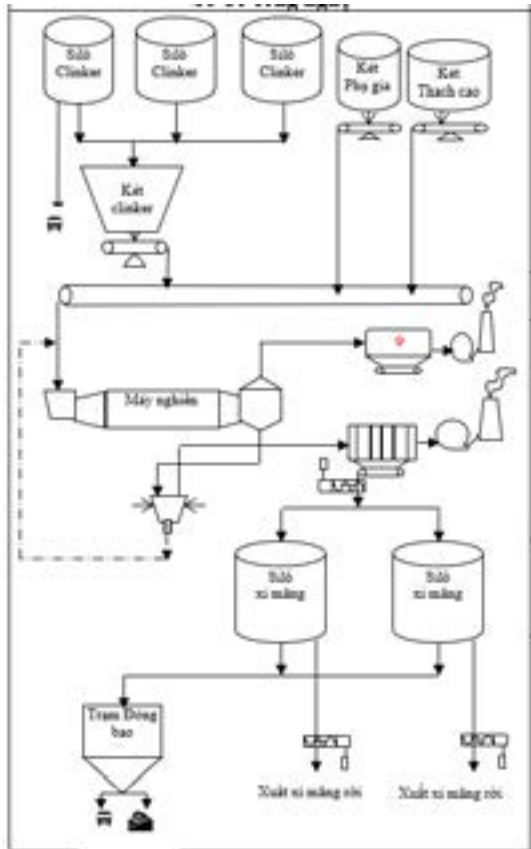 Silô
Clinker
Silô
Clinker
Silô
Clinker
Két
Phụ gia
Két
Thạch cao
Két
clinker
Máy nghiền
Silô
xi măng
Silô
xi măng
Trạm Đóng
bao
Xuất xi măng rời
Xuất xi măng rời